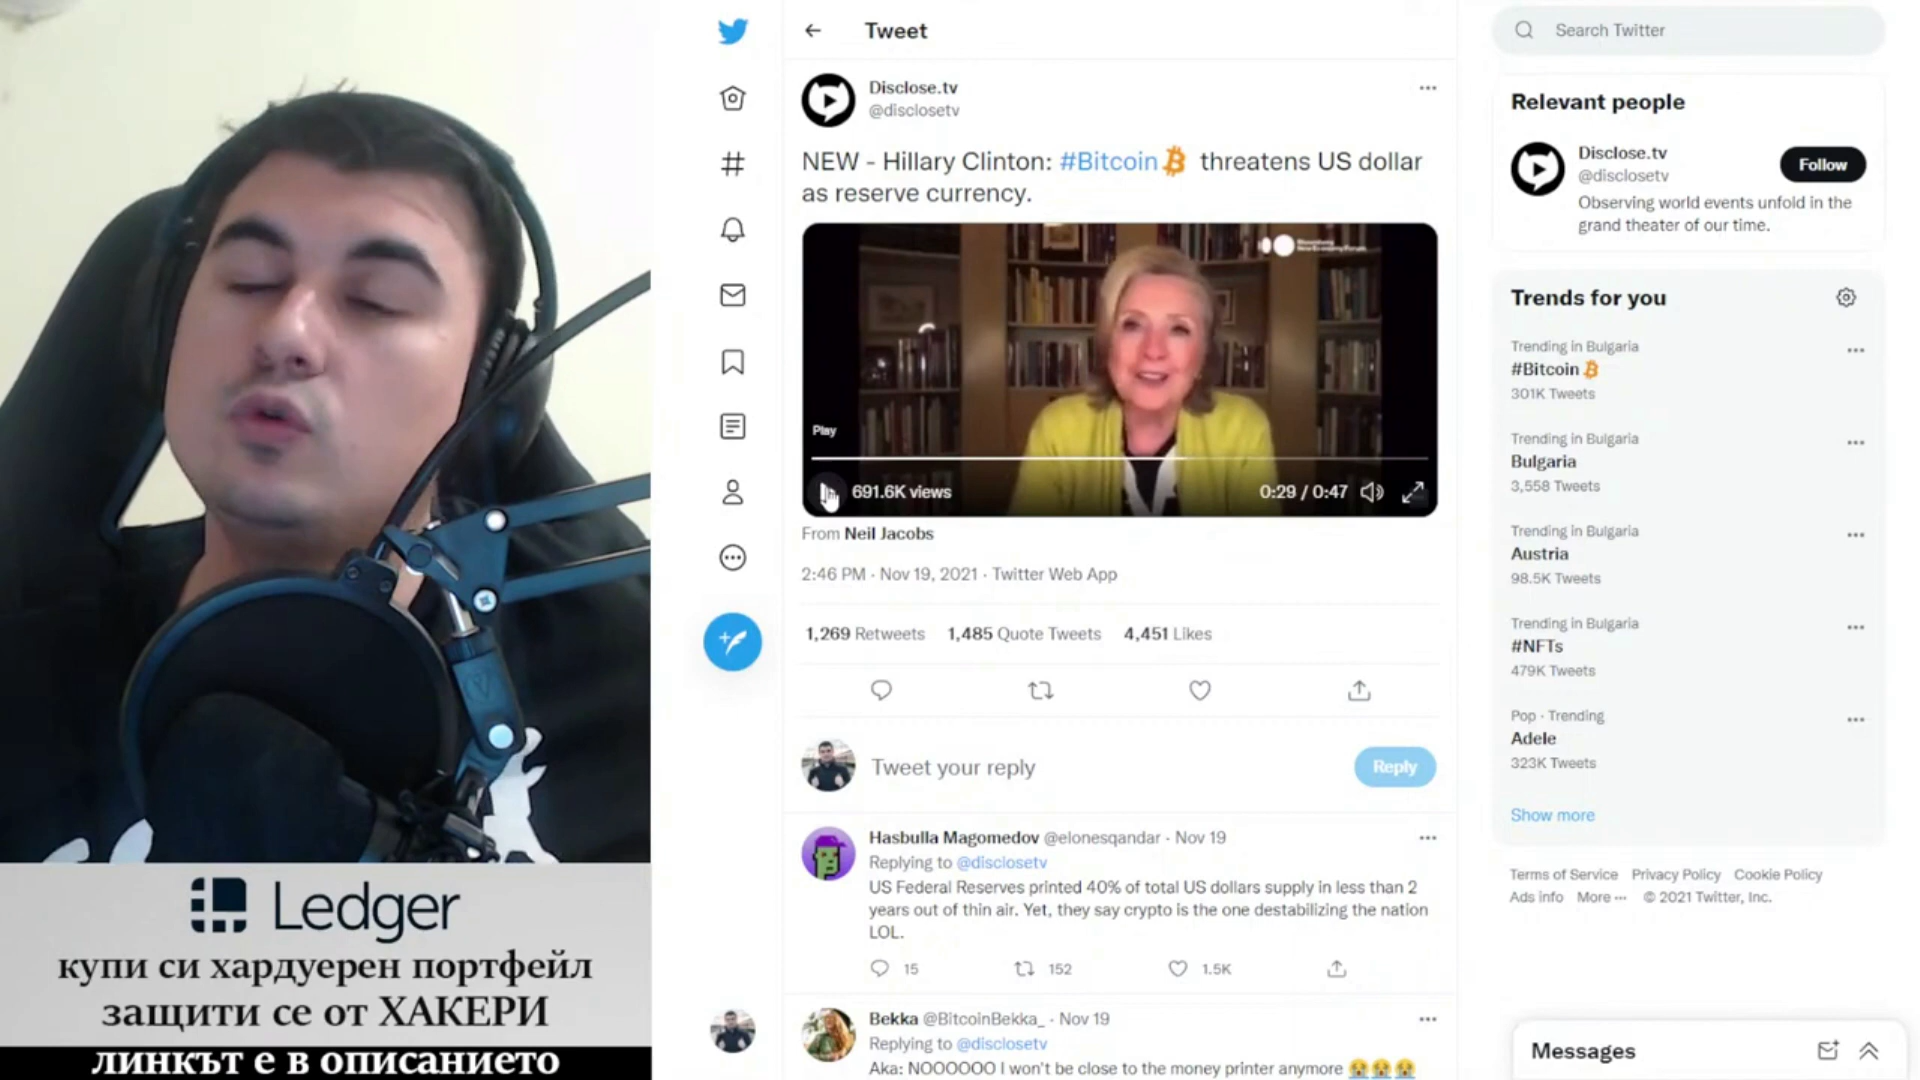 Ledger
купи си хардуерен портфейл
защити се от ХАКЕРИ
линкът е в описанието
Tweet
Disclose.tv
@disclosetv
NEW - Hillary Clinton: #Bitcoin threatens US dollar
as reserve currency.
Play
691.6K views
0:29 / 0:47
From Neil Jacobs
2:46 PM · Nov 19, 2021 · Twitter Web App
1,269 Retweets 1,485 Quote Tweets 4,451 Likes
Tweet your reply
Reply
Hasbulla Magomedov @elonesqandar · Nov 19
Replying to @disclosetv
US Federal Reserves printed 40% of total US dollars supply in less than 2
years out of thin air. Yet, they say crypto is the one destabilizing the nation
LOL.
15 152 1.5K
Bekka @BitcoinBekka_ · Nov 19
Replying to @disclosetv
Aka: NOOOOOO I won't be close to the money printer anymore 😭😭😭
Search Twitter
Relevant people
Disclose.tv
@disclosetv
Follow
Observing world events unfold in the
grand theater of our time.
Trends for you
Trending in Bulgaria
#Bitcoin
301K Tweets
Trending in Bulgaria
Bulgaria
3,558 Tweets
Trending in Bulgaria
Austria
98.5K Tweets
Trending in Bulgaria
#NFTs
479K Tweets
Pop · Trending
Adele
323K Tweets
Show more
Terms of Service Privacy Policy Cookie Policy
Ads info More ··· © 2021 Twitter, Inc.
Messages